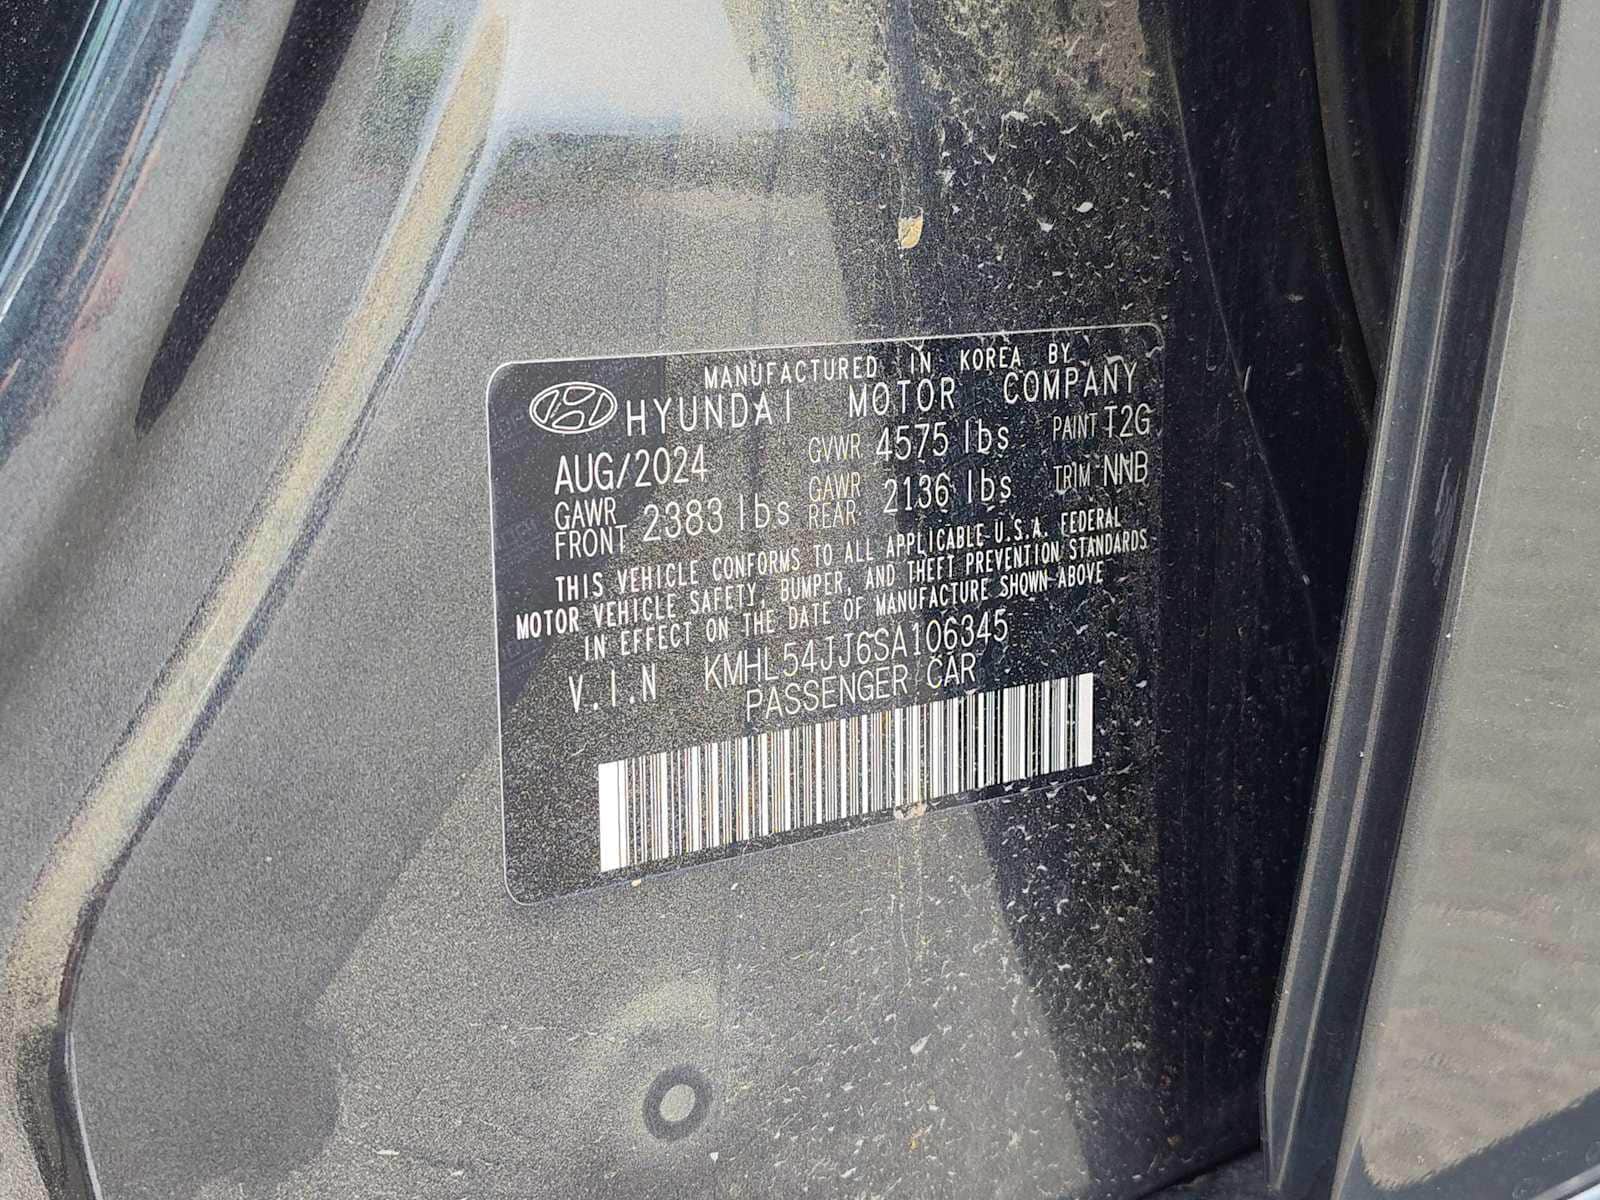 MANUFACTURED IN KOREA BY
HYUNDAI MOTOR COMPANY
AUG/2024 GVWR 4575 lbs PAINT T2G
GAWR FRONT 2383 lbs GAWR REAR 2136 lbs TRIM NNB
THIS VEHICLE CONFORMS TO ALL APPLICABLE U.S.A. FEDERAL
MOTOR VEHICLE SAFETY, BUMPER, AND THEFT PREVENTION STANDARDS
IN EFFECT ON THE DATE OF MANUFACTURE SHOWN ABOVE
V.I.N KMHL54JJ6SA106345
PASSENGER CAR